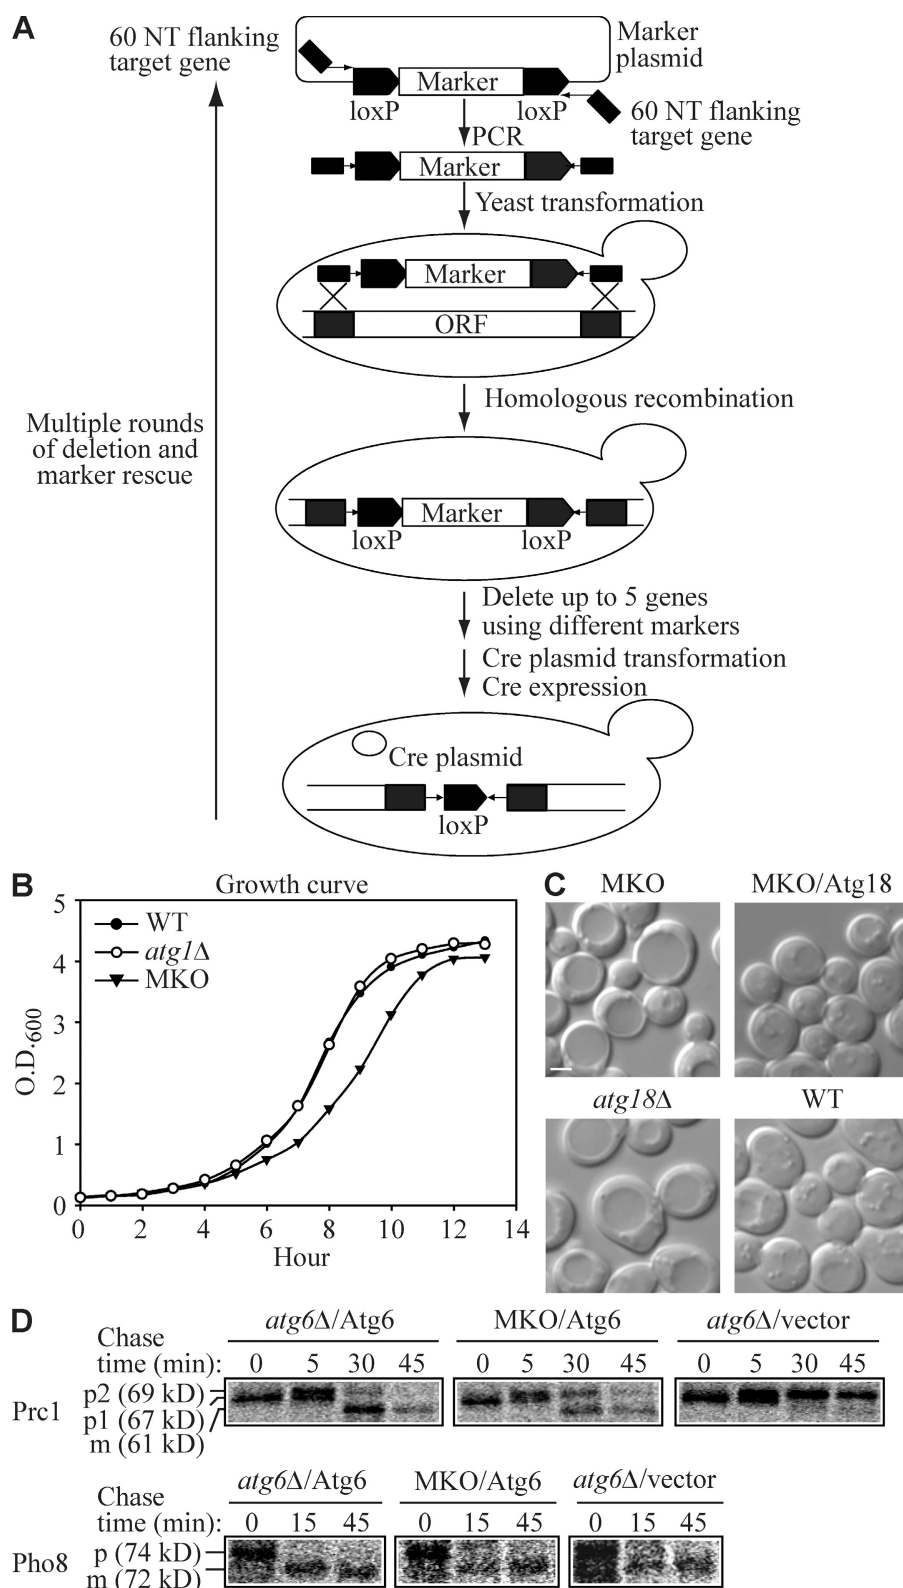 A
60 NT flanking
target gene
Marker
plasmid
Marker
loxP
loxP
60 NT flanking
target gene
PCR
Marker
Yeast transformation
Marker
ORF
Homologous recombination
Multiple rounds
of deletion and
marker rescue
Marker
loxP
loxP
Delete up to 5 genes
using different markers
Cre plasmid transformation
Cre expression
Cre plasmid
loxP
B
Growth curve
WT
atg1Δ
MKO
O.D.600
5
4
3
2
1
0
0 2 4 6 8 10 12 14
Hour
C
MKO
MKO/Atg18
atg18Δ
WT
D
atg6Δ/Atg6 MKO/Atg6 atg6Δ/vector
Chase
time (min): 0 5 30 45 0 5 30 45 0 5 30 45
Prc1
p2 (69 kD)
p1 (67 kD)
m (61 kD)
atg6Δ/Atg6 MKO/Atg6 atg6Δ/vector
Chase
time (min): 0 15 45 0 15 45 0 15 45
Pho8
p (74 kD)
m (72 kD)